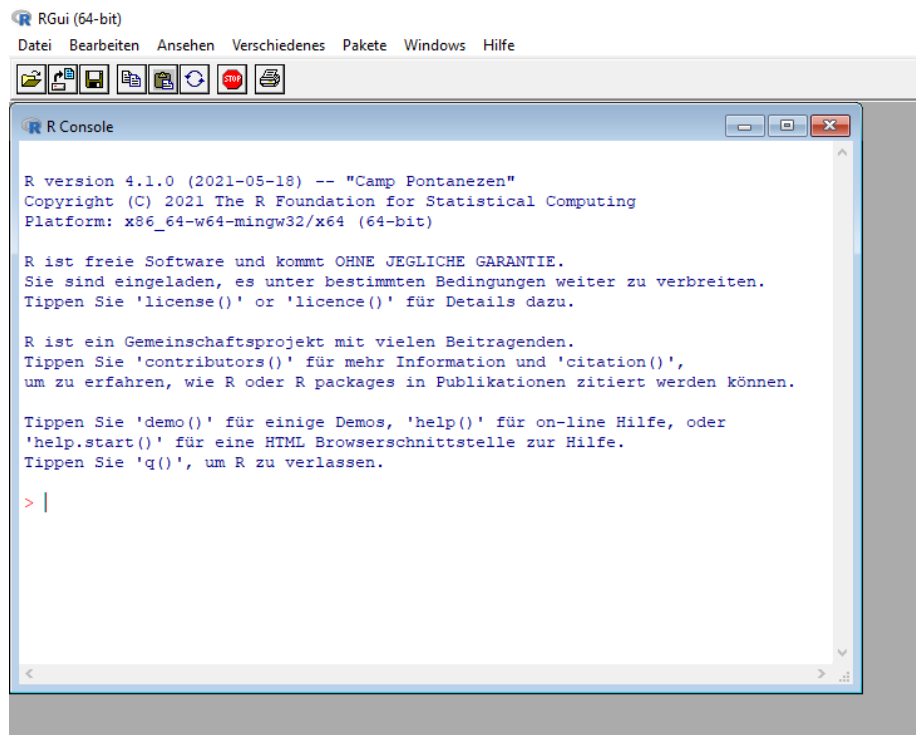 RGui (64-bit)
Datei Bearbeiten Ansehen Verschiedenes Pakete Windows Hilfe
STOP
R Console
R version 4.1.0 (2021-05-18) -- "Camp Pontanezen"
Copyright (C) 2021 The R Foundation for Statistical Computing
Platform: x86_64-w64-mingw32/x64 (64-bit)
R ist freie Software und kommt OHNE JEGLICHE GARANTIE.
Sie sind eingeladen, es unter bestimmten Bedingungen weiter zu verbreiten.
Tippen Sie 'license()' or 'licence()' für Details dazu.
R ist ein Gemeinschaftsprojekt mit vielen Beitragenden.
Tippen Sie 'contributors()' für mehr Information und 'citation()',
um zu erfahren, wie R oder R packages in Publikationen zitiert werden können.
Tippen Sie 'demo()' für einige Demos, 'help()' für on-line Hilfe, oder
'help.start()' für eine HTML Browserschnittstelle zur Hilfe.
Tippen Sie 'q()', um R zu verlassen.
>